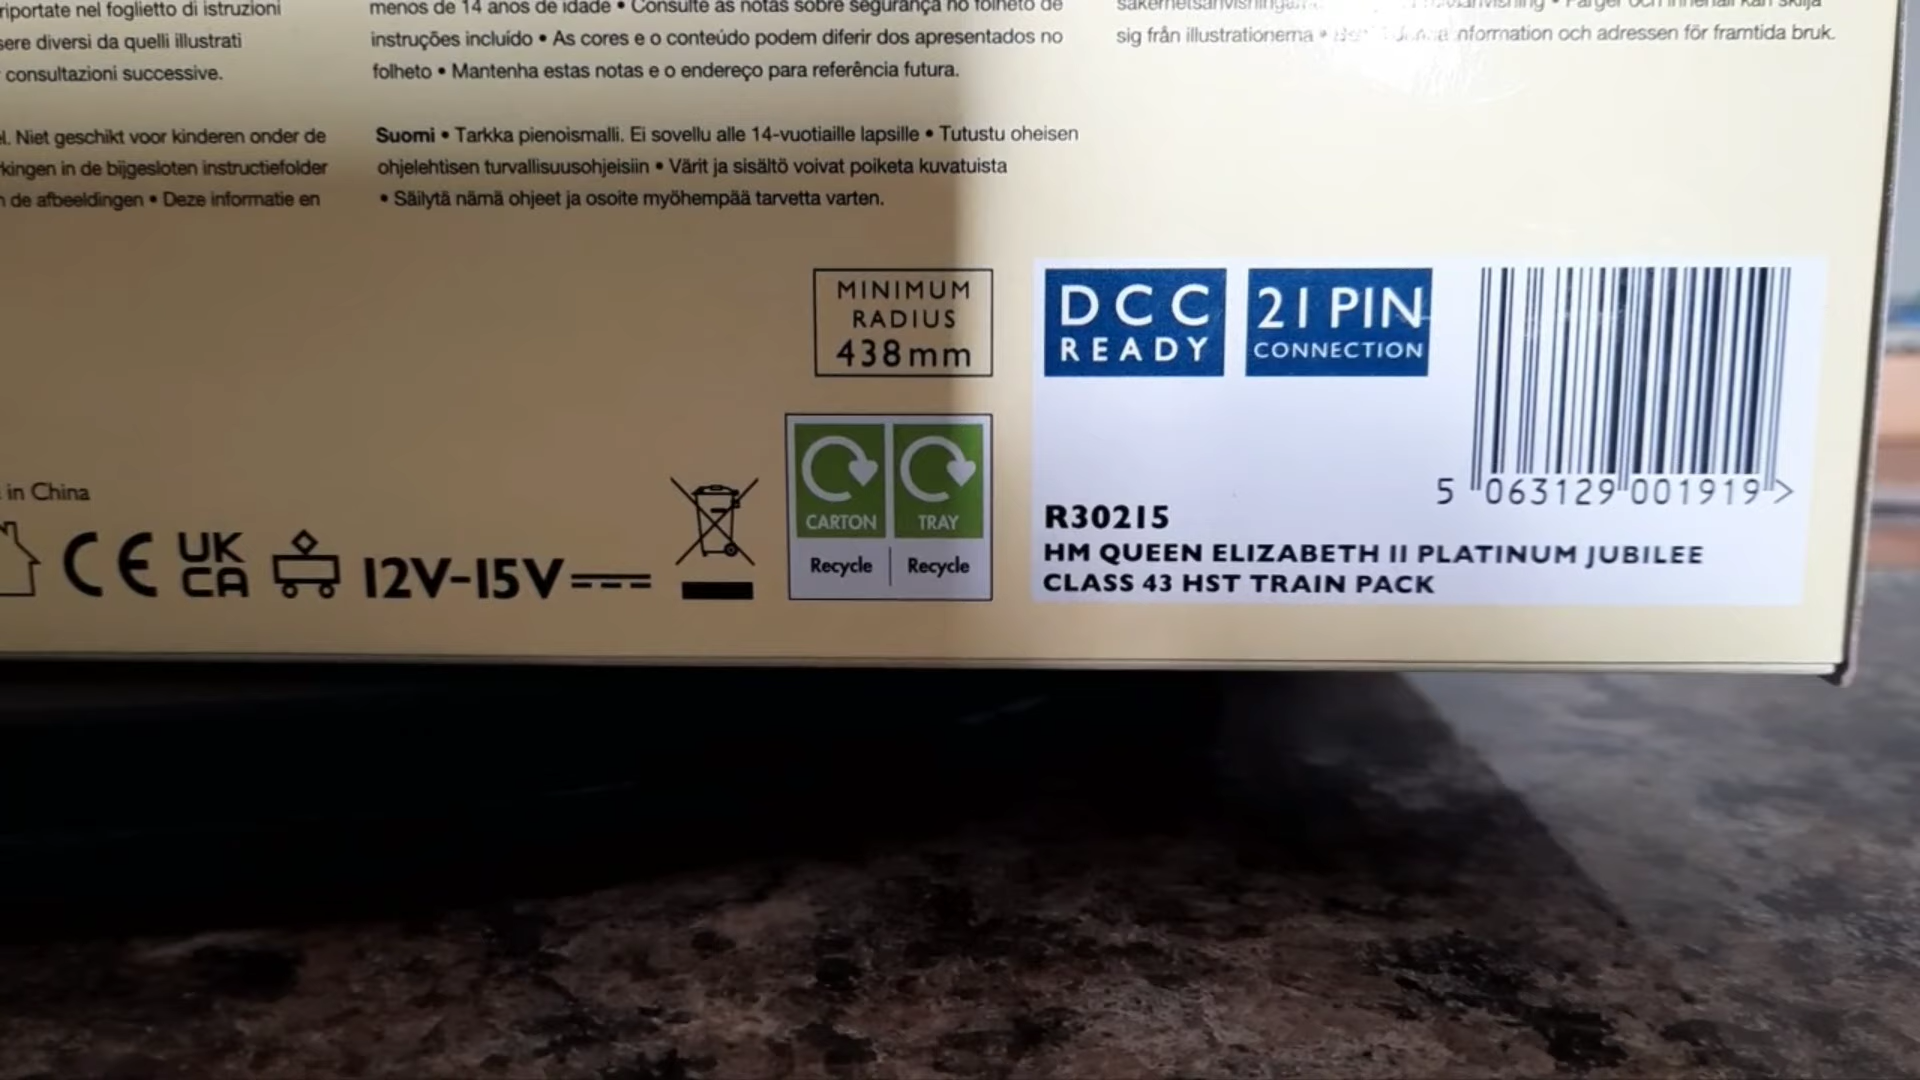 riportate nel foglietto di istruzioni
sere diversi da quelli illustrati
consultazioni successive.
menos de 14 anos de idade • Consulte as notas sobre segurança no folheto de
instruções incluído • As cores e o conteúdo podem diferir dos apresentados no
folheto • Mantenha estas notas e o endereço para referência futura.
sig från illustrationerna • nformation och adressen för framtida bruk.
el. Niet geschikt voor kinderen onder de
kingen in de bijgesloten instructiefolder
n de afbeeldingen • Deze informatie en
Suomi • Tarkka pienoismalli. Ei sovellu alle 14-vuotiaille lapsille • Tutustu oheisen
ohjelehtisen turvallisuusohjeisiin • Värit ja sisältö voivat poiketa kuvatuista
• Säilytä nämä ohjeet ja osoite myöhempää tarvetta varten.
MINIMUM
RADIUS
438mm
DCC
READY
21 PIN
CONNECTION
5 063129 001919 >
in China
CE
UK
CA
12V-15V
CARTON
TRAY
Recycle
Recycle
R30215
HM QUEEN ELIZABETH II PLATINUM JUBILEE
CLASS 43 HST TRAIN PACK